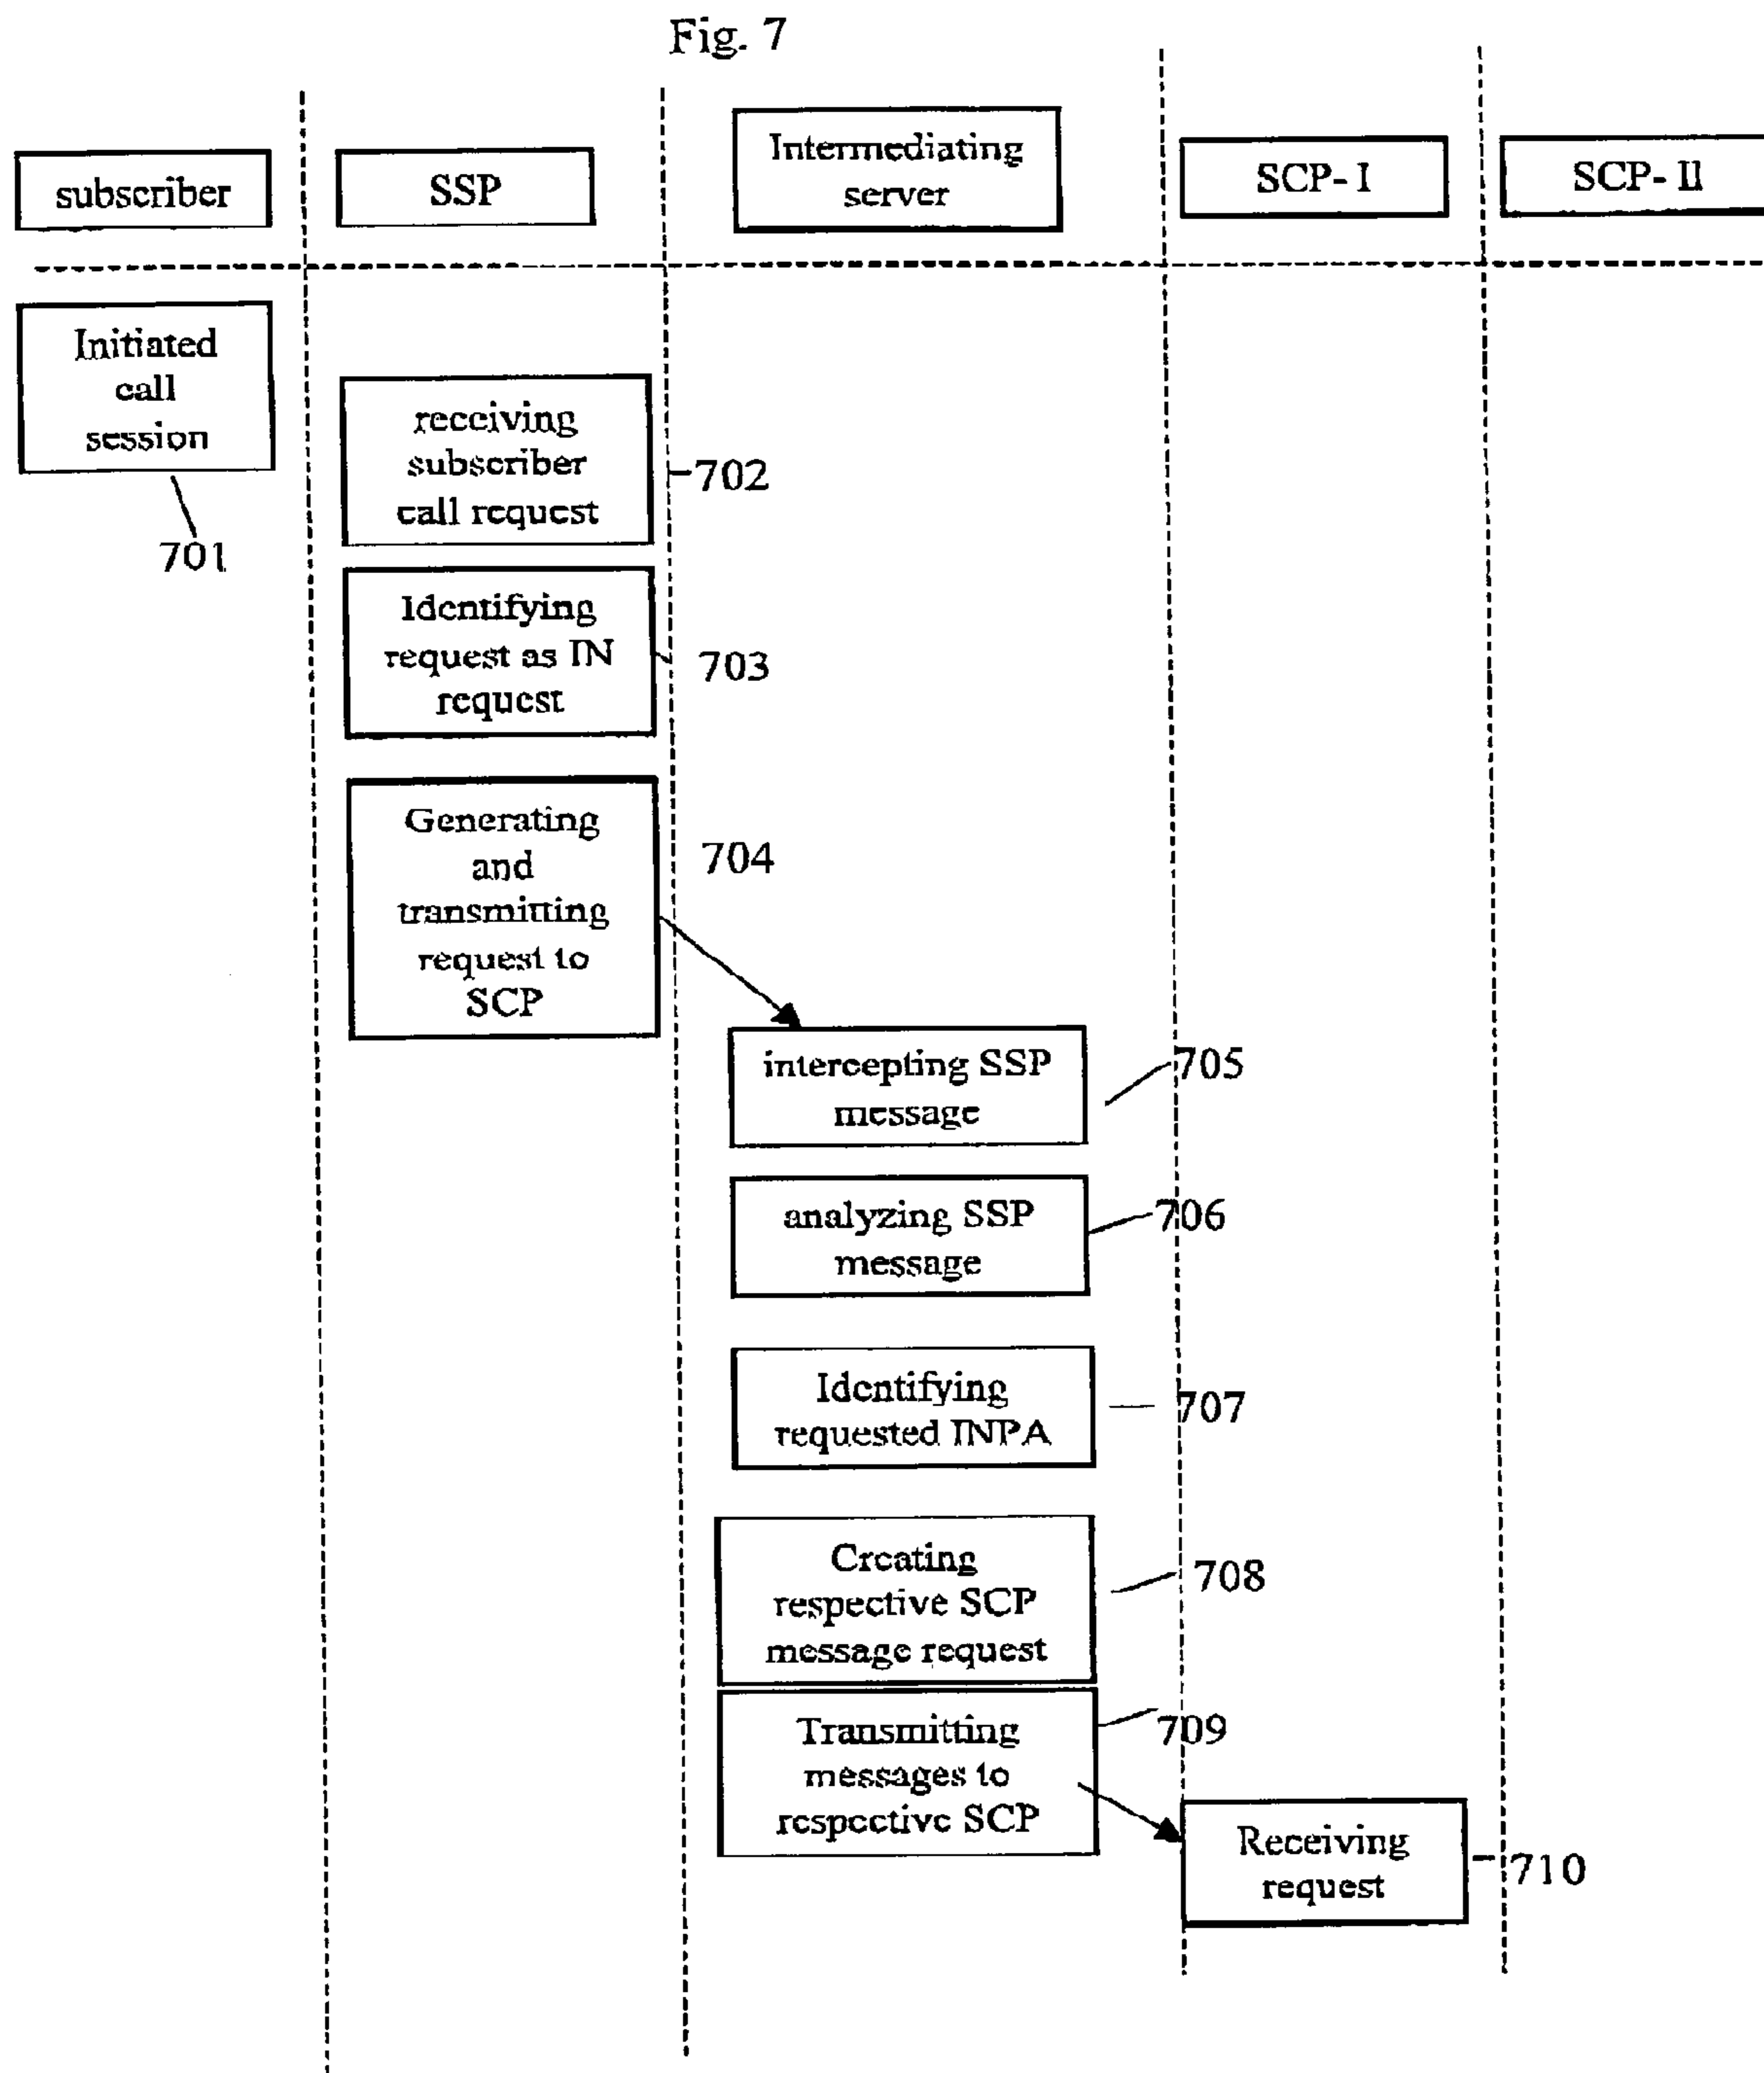 Fig. 7
subscriber
SSP
Intermediating
server
SCP- I
SCP- II
Initiated
call
session
701
receiving
subscriber
call request
702
Identifying
request as IN
request
703
Generating
and
transmitting
request to
SCP
704
intercepting SSP
message
705
analyzing SSP
message
706
Identifying
requested INPA
707
Creating
respective SCP
message request
708
Transmitting
messages to
respective SCP
709
Receiving
request
710